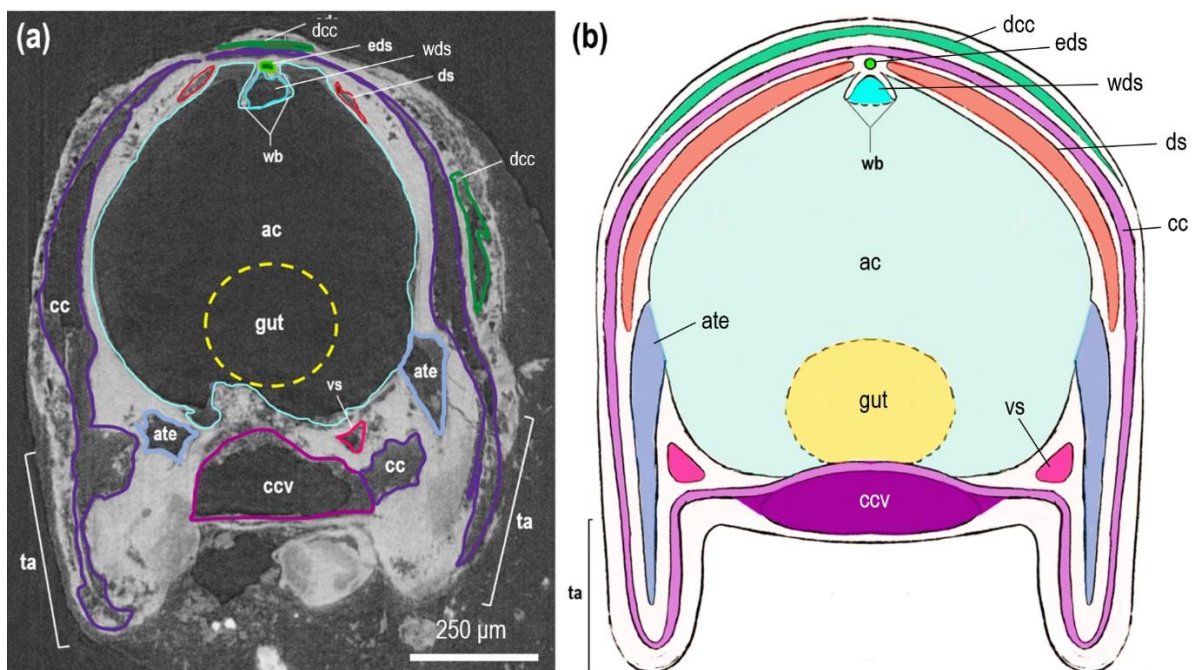 (a)
dcc
eds
wds
ds
wb
dcc
ac
cc
gut
vs
ate
ate
cc
ccv
ta
ta
250 µm
(b)
dcc
eds
wds
ds
wb
cc
ac
ate
gut
vs
ccv
ta